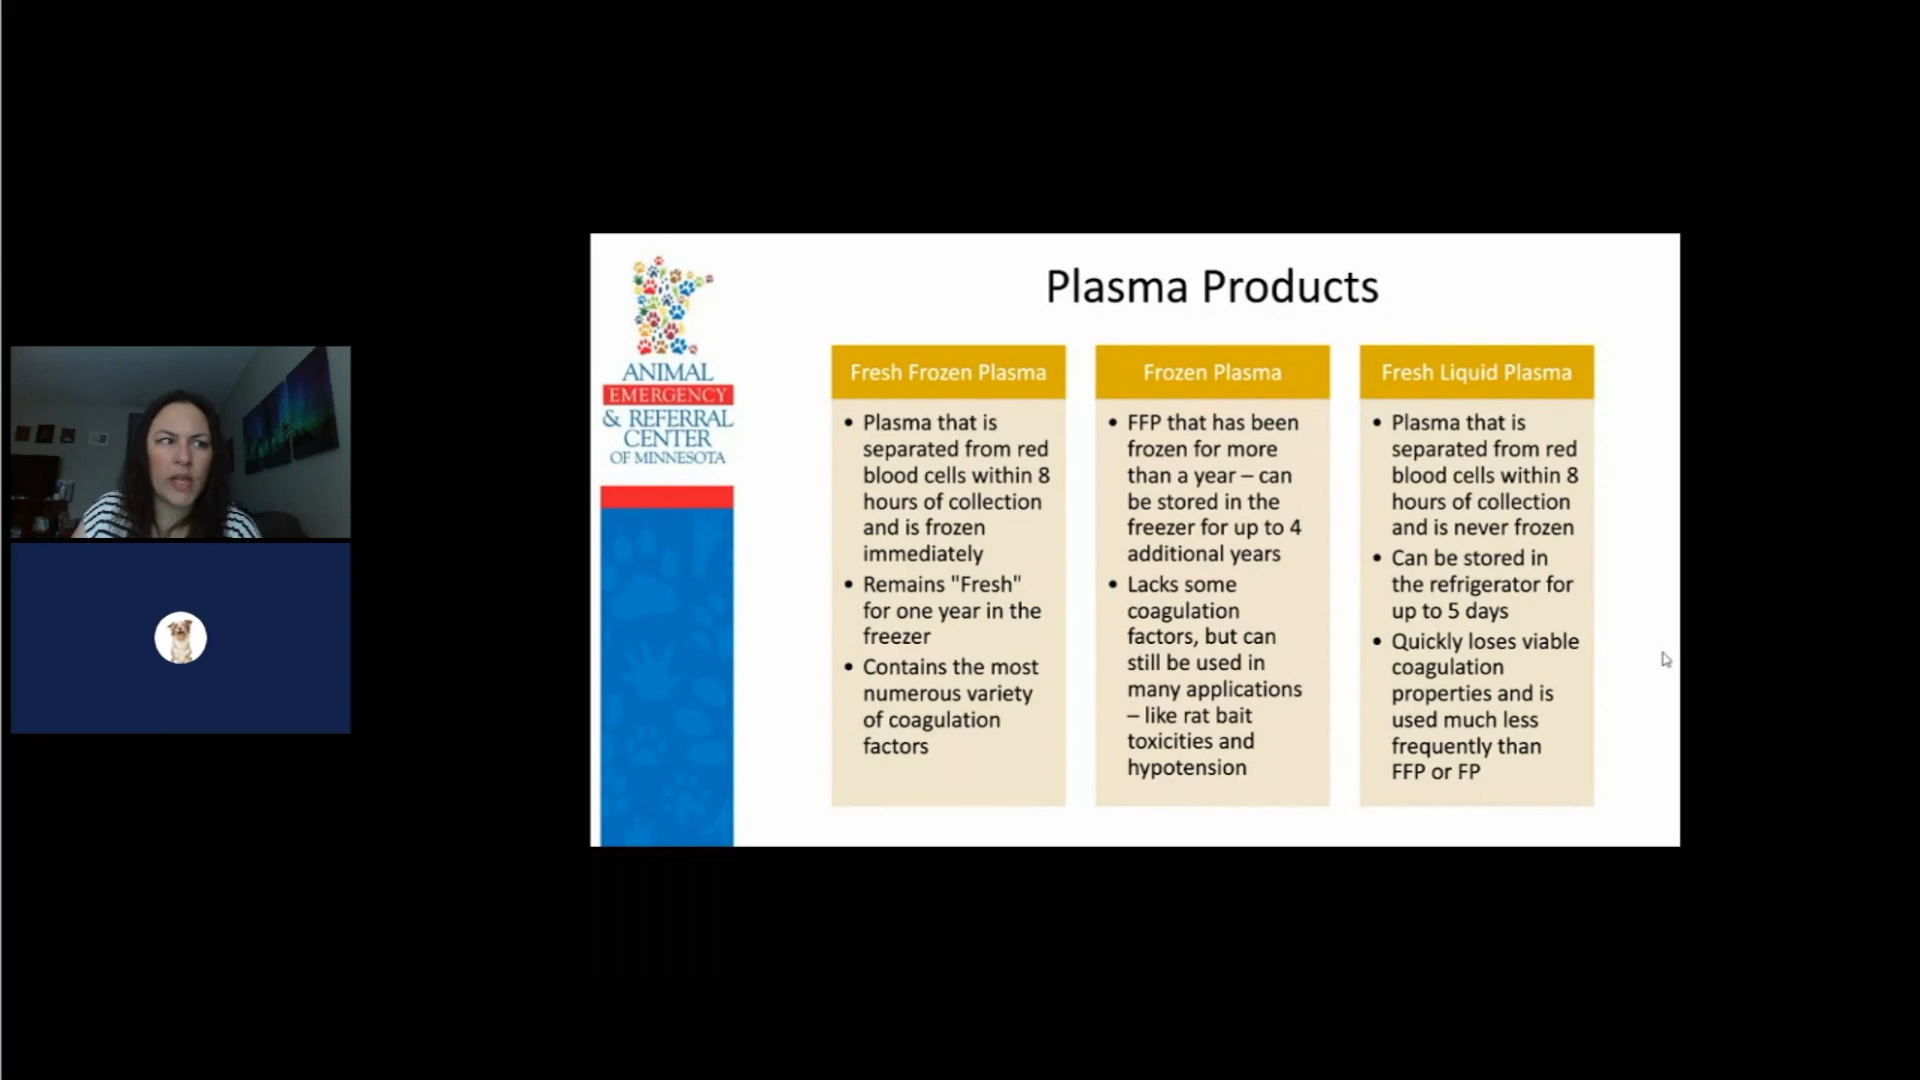 ANIMAL
EMERGENCY
& REFERRAL
CENTER
OF MINNESOTA
Plasma Products
Fresh Frozen Plasma
• Plasma that is
separated from red
blood cells within 8
hours of collection
and is frozen
immediately
• Remains "Fresh"
for one year in the
freezer
• Contains the most
numerous variety
of coagulation
factors
Frozen Plasma
• FFP that has been
frozen for more
than a year – can
be stored in the
freezer for up to 4
additional years
• Lacks some
coagulation
factors, but can
still be used in
many applications
– like rat bait
toxicities and
hypotension
Fresh Liquid Plasma
• Plasma that is
separated from red
blood cells within 8
hours of collection
and is never frozen
• Can be stored in
the refrigerator for
up to 5 days
• Quickly loses viable
coagulation
properties and is
used much less
frequently than
FFP or FP